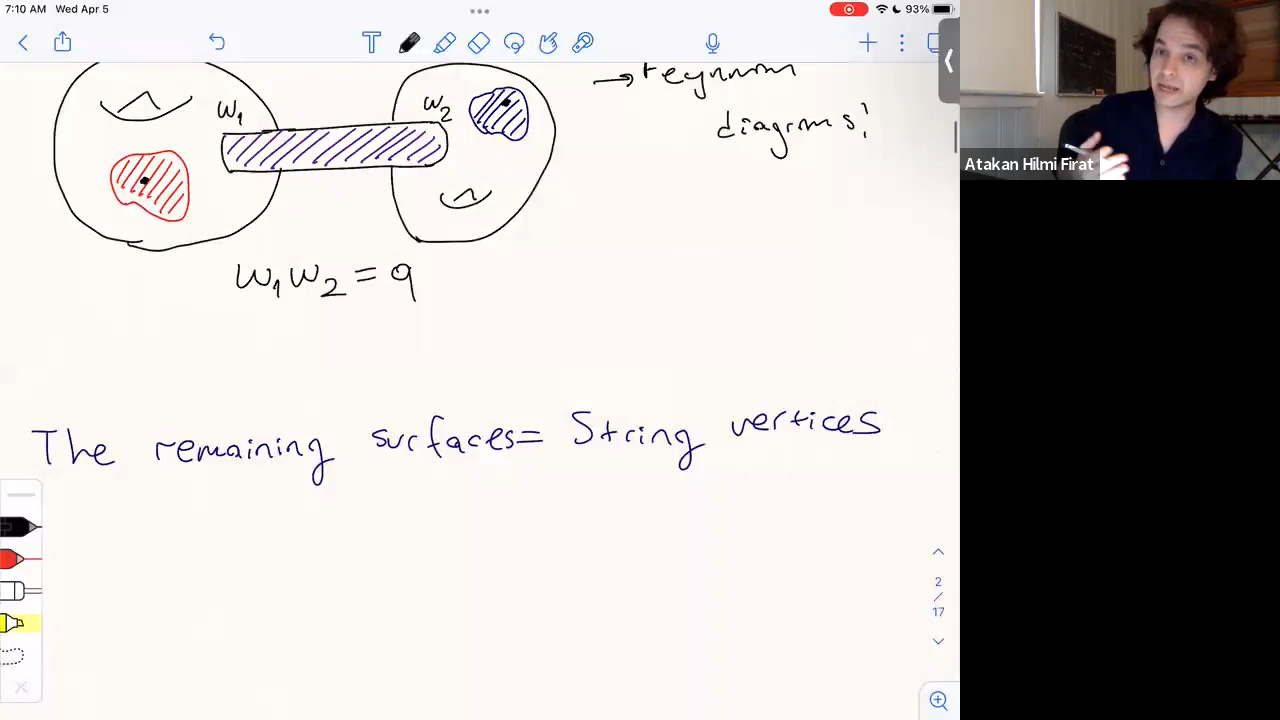 7:10 AM Wed Apr 5
93%
w₁
w₂
→ Feynman
diagrams!
Atakan Hilmi Firat
w₁w₂ = q
The remaining surfaces = String vertices
2
/
17